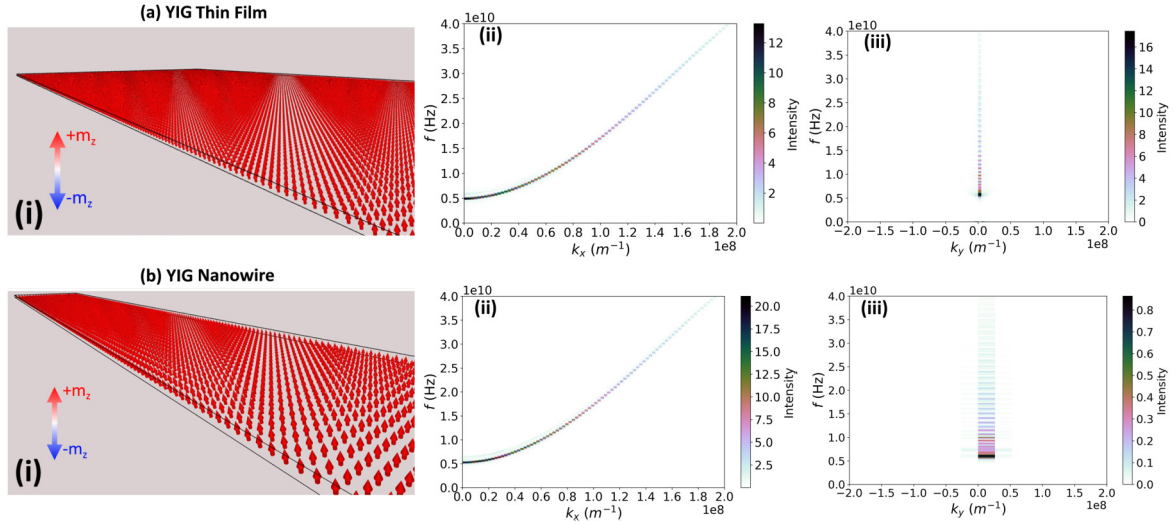 (a) YIG Thin Film
+m_z
-m_z
(i)
1e10
(ii)
4.0
3.5
3.0
2.5
2.0
1.5
1.0
0.5
0.0
f (Hz)
0.0 0.2 0.4 0.6 0.8 1.0 1.2 1.4 1.6 1.8 2.0
k_x (m⁻¹)
1e8
12
10
8
6
4
2
Intensity
1e10
(iii)
4.0
3.5
3.0
2.5
2.0
1.5
1.0
0.5
0.0
f (Hz)
−2.0 −1.5 −1.0 −0.5 0.0 0.5 1.0 1.5 2.0
k_y (m⁻¹)
1e8
16
14
12
10
8
6
4
2
0
Intensity
(b) YIG Nanowire
+m_z
-m_z
(i)
1e10
(ii)
4.0
3.5
3.0
2.5
2.0
1.5
1.0
0.5
0.0
f (Hz)
0.0 0.2 0.4 0.6 0.8 1.0 1.2 1.4 1.6 1.8 2.0
k_x (m⁻¹)
1e8
20.0
17.5
15.0
12.5
10.0
7.5
5.0
2.5
Intensity
1e10
(iii)
4.0
3.5
3.0
2.5
2.0
1.5
1.0
0.5
0.0
f (Hz)
−2.0 −1.5 −1.0 −0.5 0.0 0.5 1.0 1.5 2.0
k_y (m⁻¹)
1e8
0.8
0.7
0.6
0.5
0.4
0.3
0.2
0.1
0.0
Intensity